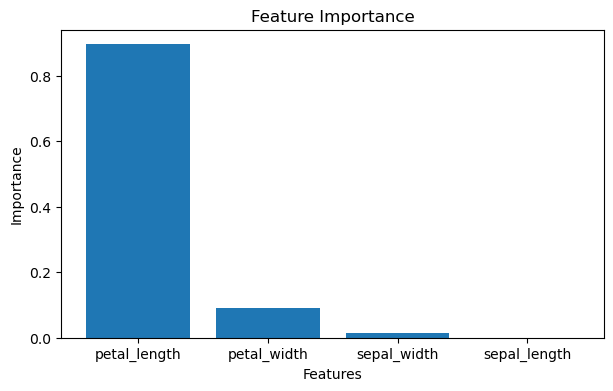 Feature Importance
Importance
0.8
0.6
0.4
0.2
0.0
petal_length petal_width sepal_width sepal_length
Features